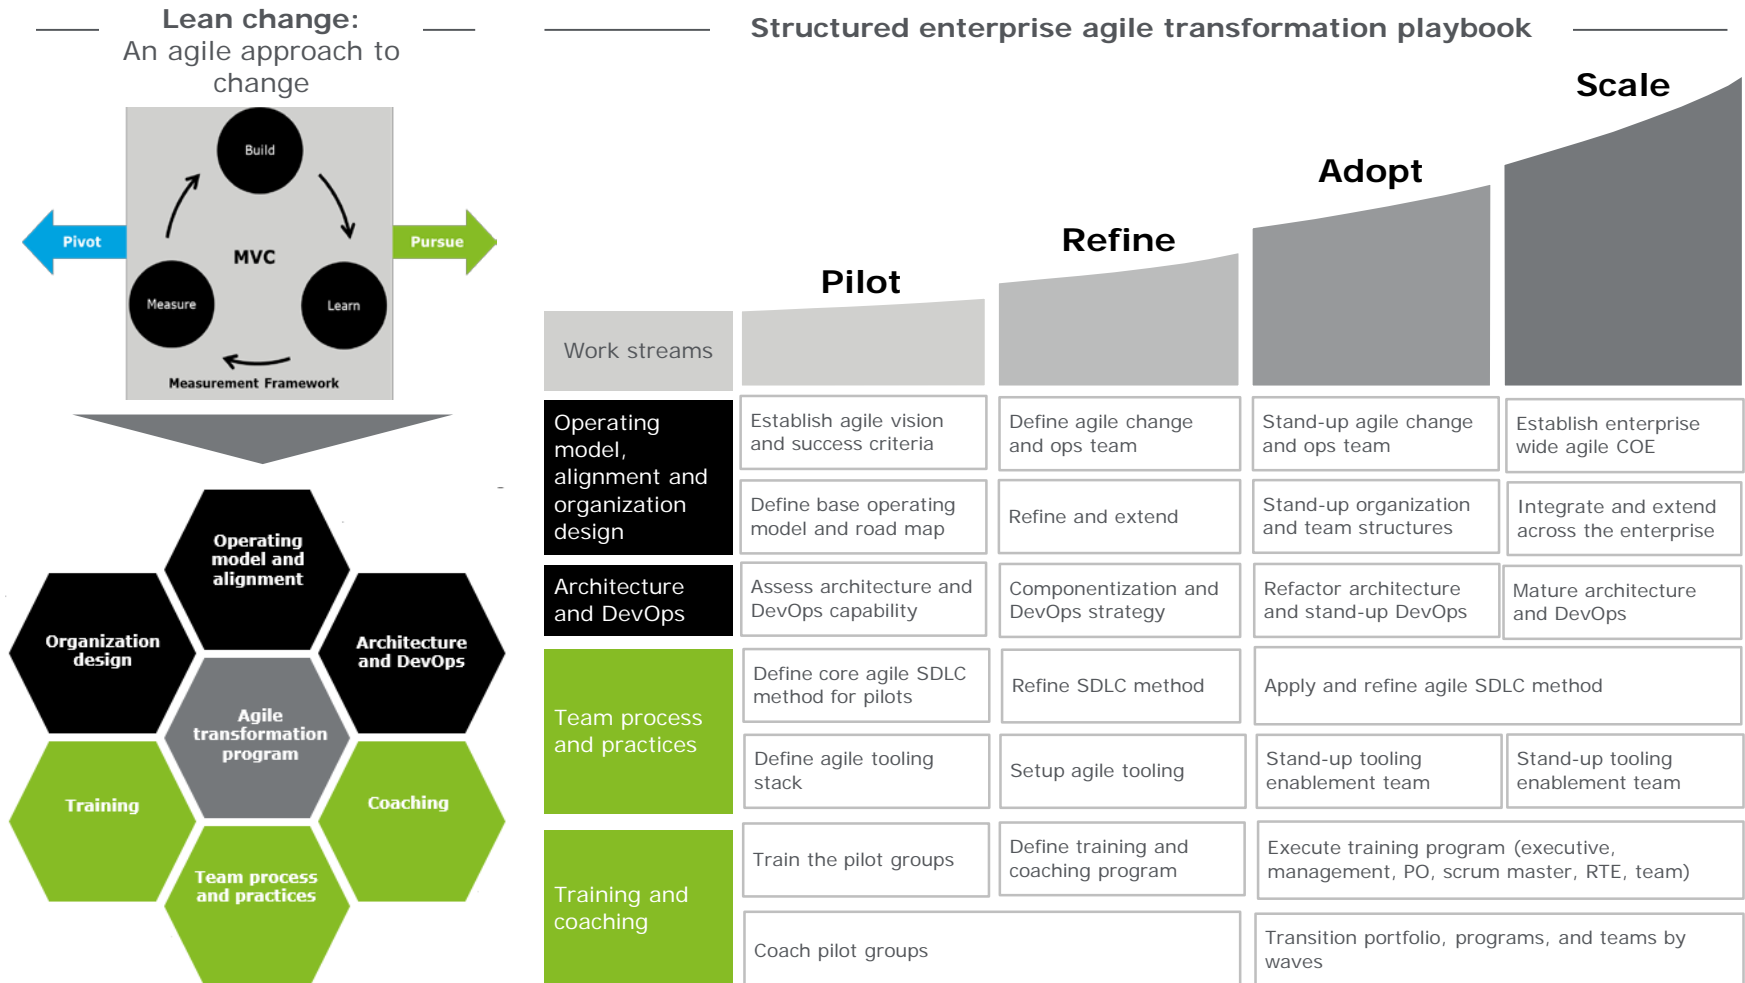 Lean change:
An agile approach to
change
Build
Pivot
Pursue
MVC
Measure
Learn
Measurement Framework
Operating
model and
alignment
Organization
design
Architecture
and DevOps
Agile
transformation
program
Training
Coaching
Team process
and practices
Structured enterprise agile transformation playbook
Pilot
Refine
Adopt
Scale
Work streams
Operating
model,
alignment and
organization
design
Establish agile vision
and success criteria
Define agile change
and ops team
Stand-up agile change
and ops team
Establish enterprise
wide agile COE
Define base operating
model and road map
Refine and extend
Stand-up organization
and team structures
Integrate and extend
across the enterprise
Architecture
and DevOps
Assess architecture and
DevOps capability
Componentization and
DevOps strategy
Refactor architecture
and stand-up DevOps
Mature architecture
and DevOps
Team process
and practices
Define core agile SDLC
method for pilots
Refine SDLC method
Apply and refine agile SDLC method
Define agile tooling
stack
Setup agile tooling
Stand-up tooling
enablement team
Stand-up tooling
enablement team
Training and
coaching
Train the pilot groups
Define training and
coaching program
Execute training program (executive,
management, PO, scrum master, RTE, team)
Coach pilot groups
Transition portfolio, programs, and teams by
waves